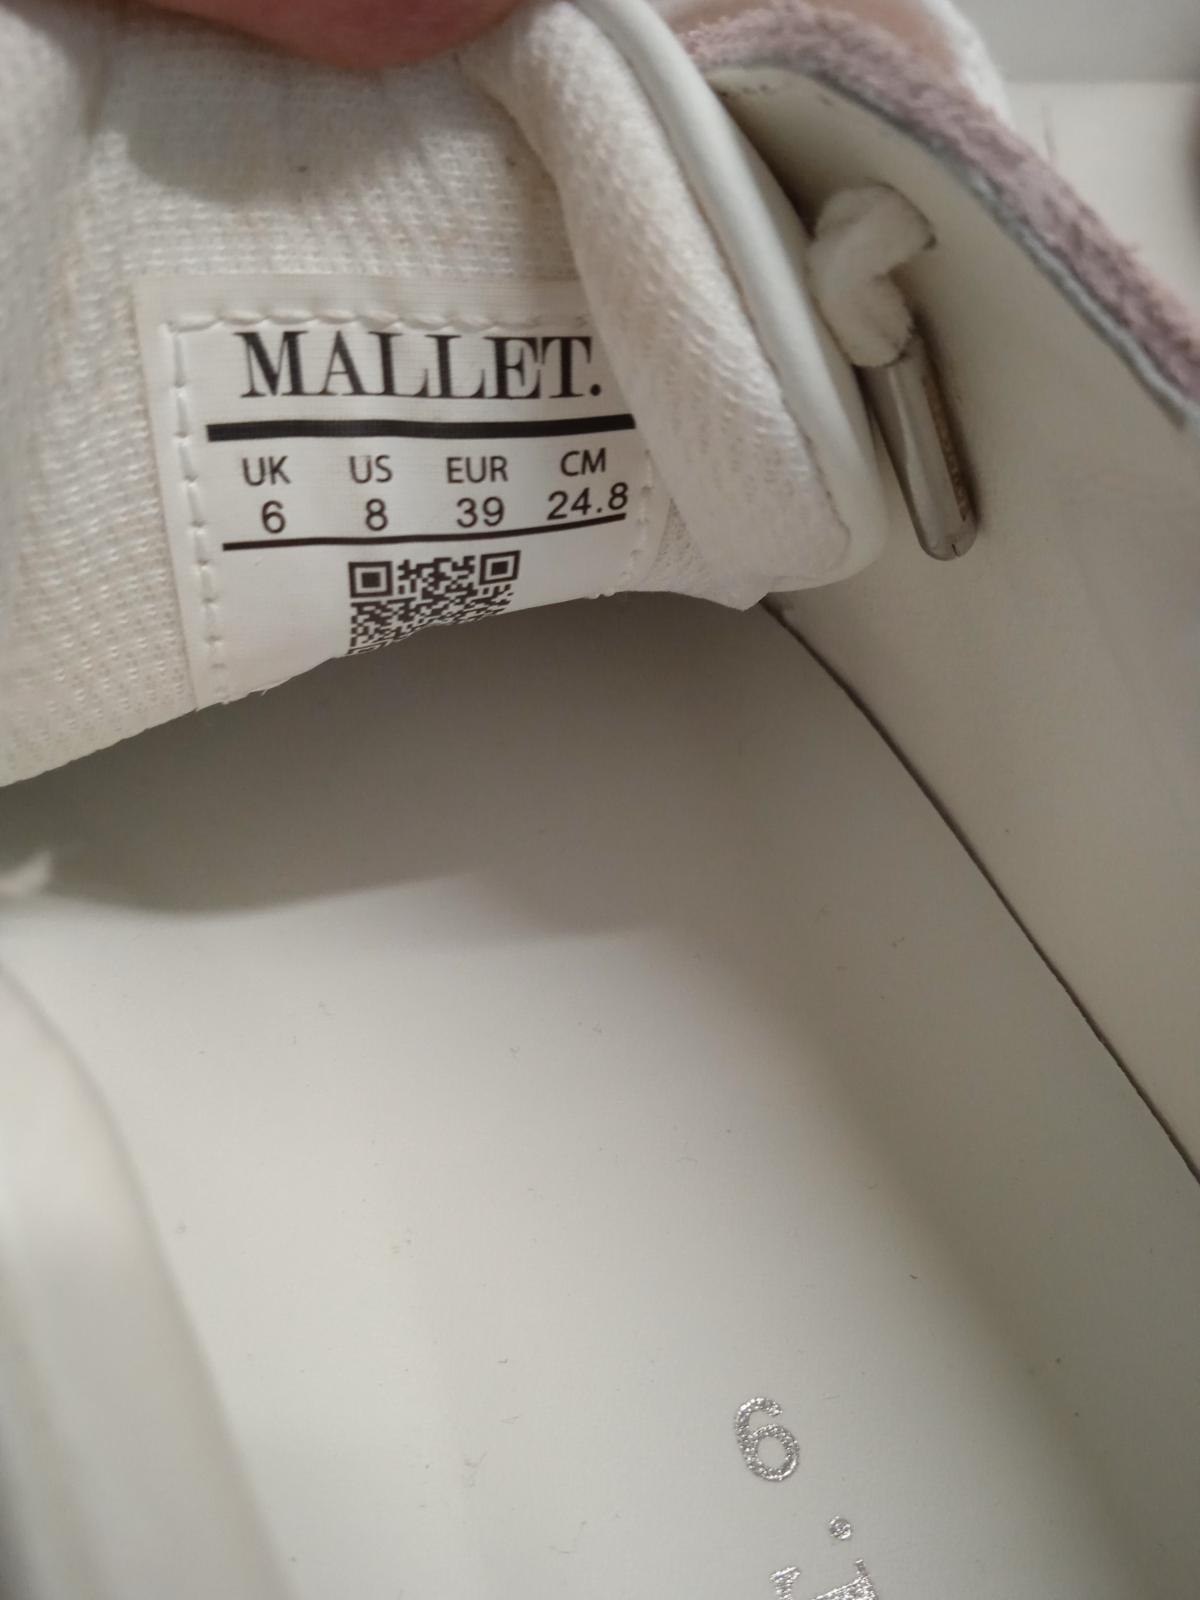 MALLET.
UK US EUR CM
6 8 39 24.8
6